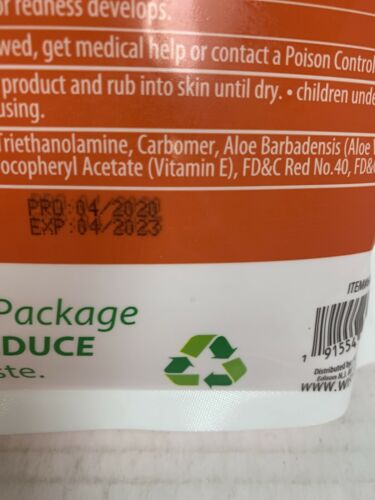 or redness develops.
wed, get medical help or contact a Poison Control
product and rub into skin until dry. • children unde
using.
Triethanolamine, Carbomer, Aloe Barbadensis (Aloe V
ocopheryl Acetate (Vitamin E), FD&C Red No.40, FD&C
PRO:04/2020
EXP:04/2023
Package
DUCE
ste.
ITEM#
1 91554
Distributed by:
Edison N.J.
www.w